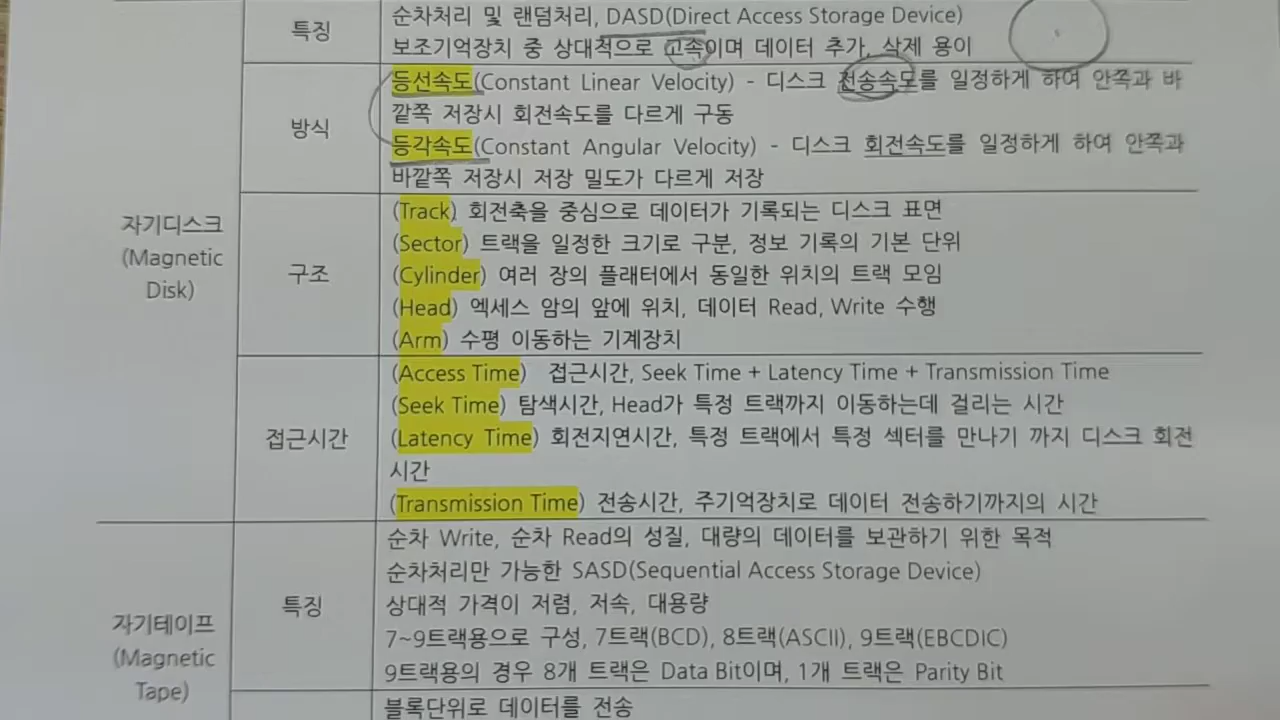 특징
순차처리 및 랜덤처리, DASD(Direct Access Storage Device)
보조기억장치 중 상대적으로 고속이며 데이터 추가, 삭제 용이
방식
등선속도(Constant Linear Velocity) - 디스크 전송속도를 일정하게 하여 안쪽과 바
깥쪽 저장시 회전속도를 다르게 구동
등각속도(Constant Angular Velocity) - 디스크 회전속도를 일정하게 하여 안쪽과
바깥쪽 저장시 저장 밀도가 다르게 저장
자기디스크
(Magnetic
Disk)
구조
(Track) 회전축을 중심으로 데이터가 기록되는 디스크 표면
(Sector) 트랙을 일정한 크기로 구분, 정보 기록의 기본 단위
(Cylinder) 여러 장의 플래터에서 동일한 위치의 트랙 모임
(Head) 엑세스 암의 앞에 위치, 데이터 Read, Write 수행
(Arm) 수평 이동하는 기계장치
접근시간
(Access Time) 접근시간, Seek Time + Latency Time + Transmission Time
(Seek Time) 탐색시간, Head가 특정 트랙까지 이동하는데 걸리는 시간
(Latency Time) 회전지연시간, 특정 트랙에서 특정 섹터를 만나기 까지 디스크 회전
시간
(Transmission Time) 전송시간, 주기억장치로 데이터 전송하기까지의 시간
자기테이프
(Magnetic
Tape)
특징
순차 Write, 순차 Read의 성질, 대량의 데이터를 보관하기 위한 목적
순차처리만 가능한 SASD(Sequential Access Storage Device)
상대적 가격이 저렴, 저속, 대용량
7~9트랙용으로 구성, 7트랙(BCD), 8트랙(ASCII), 9트랙(EBCDIC)
9트랙용의 경우 8개 트랙은 Data Bit이며, 1개 트랙은 Parity Bit
블록단위로 데이터를 전송